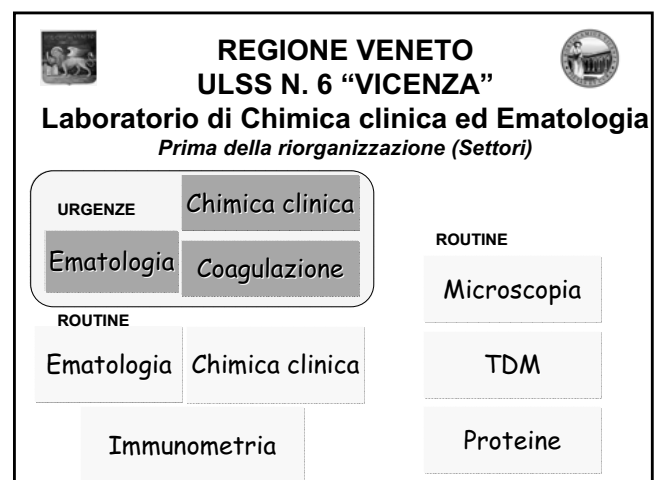 REGIONE VENETO
ULSS N. 6 “VICENZA”
Laboratorio di Chimica clinica ed Ematologia
Prima della riorganizzazione (Settori)
URGENZE
Chimica clinica
Ematologia
Coagulazione
ROUTINE
Ematologia
Chimica clinica
Immunometria
ROUTINE
Microscopia
TDM
Proteine